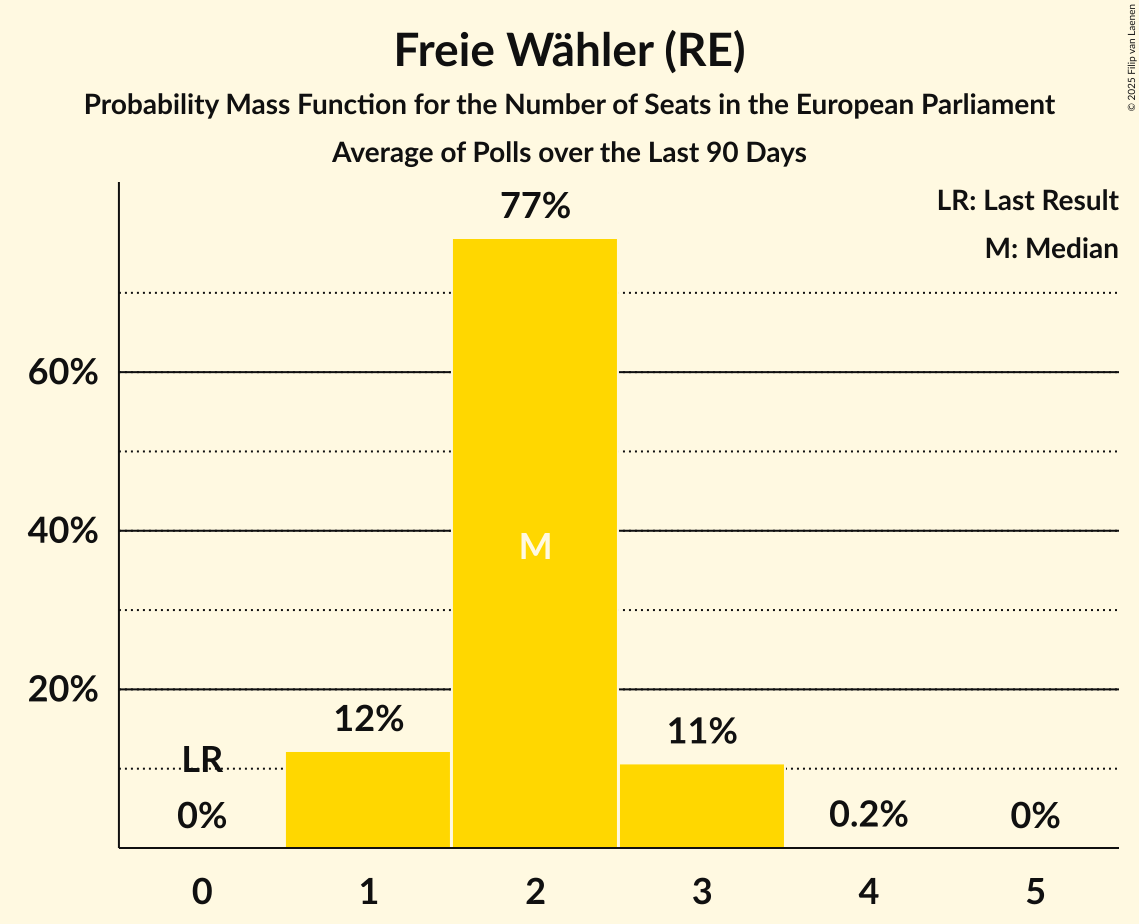 Freie Wähler (RE)
Probability Mass Function for the Number of Seats in the European Parliament
Average of Polls over the Last 90 Days
© 2025 Filip van Laenen
LR: Last Result
M: Median
77%
60%
40%
20%
M
12%
11%
LR
0%
0.2%
0%
0 1 2 3 4 5